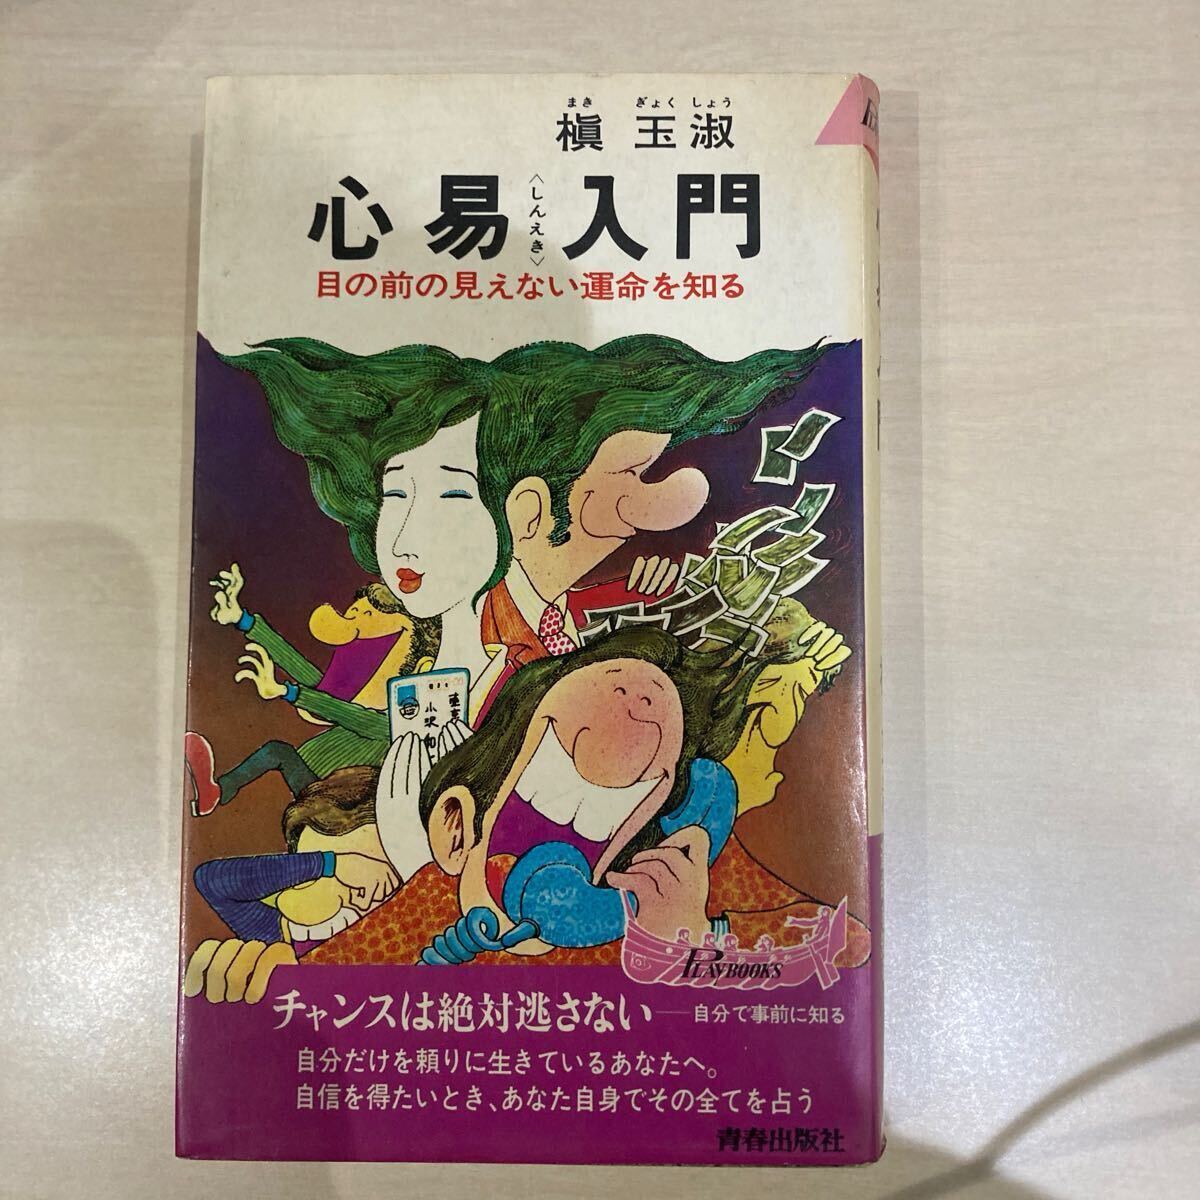 まき ぎょく しょう
槇 玉淑
心易〈しんえき〉入門
目の前の見えない運命を知る
小沢
PLAYBOOKS
チャンスは絶対逃さない——自分で事前に知る
自分だけを頼りに生きているあなたへ。
自信を得たいとき、あなた自身でその全てを占う
青春出版社